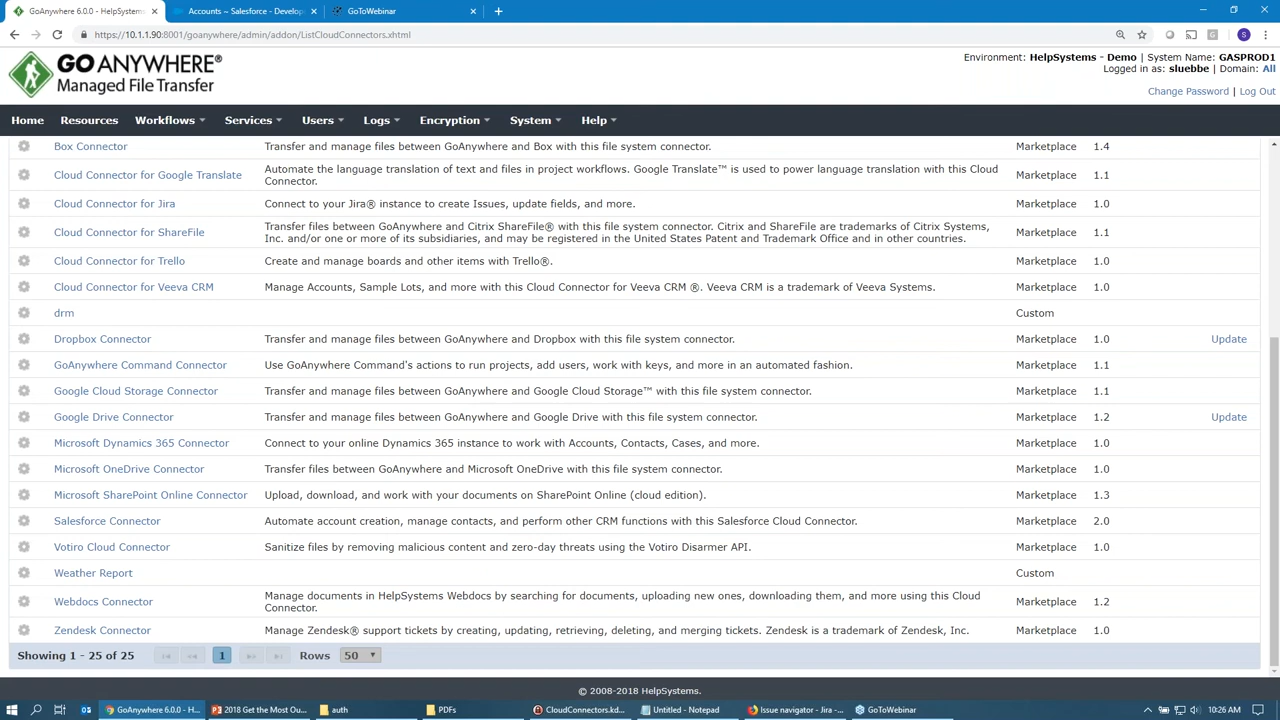 GoAnywhere 6.0.0 - HelpSystems
Accounts ~ Salesforce - Develop
GoToWebinar
https://10.1.1.90:8001/goanywhere/admin/addon/ListCloudConnectors.xhtml
GO ANYWHERE®
Managed File Transfer
Environment: HelpSystems - Demo | System Name: GASPROD1
Logged in as: sluebbe | Domain: All
Change Password | Log Out
Home Resources Workflows Services Users Logs Encryption System Help
Box Connector Transfer and manage files between GoAnywhere and Box with this file system connector. Marketplace 1.4
Cloud Connector for Google Translate Automate the language translation of text and files in project workflows. Google Translate™ is used to power language translation with this Cloud Marketplace 1.1
Connector.
Cloud Connector for Jira Connect to your Jira® instance to create Issues, update fields, and more. Marketplace 1.0
Cloud Connector for ShareFile Transfer files between GoAnywhere and Citrix ShareFile® with this file system connector. Citrix and ShareFile are trademarks of Citrix Systems, Marketplace 1.1
Inc. and/or one or more of its subsidiaries, and may be registered in the United States Patent and Trademark Office and in other countries.
Cloud Connector for Trello Create and manage boards and other items with Trello®. Marketplace 1.0
Cloud Connector for Veeva CRM Manage Accounts, Sample Lots, and more with this Cloud Connector for Veeva CRM ®. Veeva CRM is a trademark of Veeva Systems. Marketplace 1.0
drm Custom
Dropbox Connector Transfer and manage files between GoAnywhere and Dropbox with this file system connector. Marketplace 1.0 Update
GoAnywhere Command Connector Use GoAnywhere Command's actions to run projects, add users, work with keys, and more in an automated fashion. Marketplace 1.1
Google Cloud Storage Connector Transfer and manage files between GoAnywhere and Google Cloud Storage™ with this file system connector. Marketplace 1.1
Google Drive Connector Transfer and manage files between GoAnywhere and Google Drive with this file system connector. Marketplace 1.2 Update
Microsoft Dynamics 365 Connector Connect to your online Dynamics 365 instance to work with Accounts, Contacts, Cases, and more. Marketplace 1.0
Microsoft OneDrive Connector Transfer files between GoAnywhere and Microsoft OneDrive with this file system connector. Marketplace 1.0
Microsoft SharePoint Online Connector Upload, download, and work with your documents on SharePoint Online (cloud edition). Marketplace 1.3
Salesforce Connector Automate account creation, manage contacts, and perform other CRM functions with this Salesforce Cloud Connector. Marketplace 2.0
Votiro Cloud Connector Sanitize files by removing malicious content and zero-day threats using the Votiro Disarmer API. Marketplace 1.0
Weather Report Custom
Webdocs Connector Manage documents in HelpSystems Webdocs by searching for documents, uploading new ones, downloading them, and more using this Cloud Marketplace 1.2
Connector.
Zendesk Connector Manage Zendesk® support tickets by creating, updating, retrieving, deleting, and merging tickets. Zendesk is a trademark of Zendesk, Inc. Marketplace 1.0
Showing 1 - 25 of 25 1 Rows 50
© 2008-2018 HelpSystems.
GoAnywhere 6.0.0 - H... 2018 Get the Most Ou... auth PDFs CloudConnectors.kd... Untitled - Notepad Issue navigator - Jira -... GoToWebinar 10:26 AM